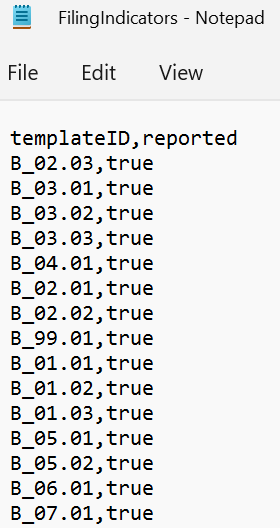 FilingIndicators - Notepad
File Edit View
templateID,reported
B_02.03,true
B_03.01,true
B_03.02,true
B_03.03,true
B_04.01,true
B_02.01,true
B_02.02,true
B_99.01,true
B_01.01,true
B_01.02,true
B_01.03,true
B_05.01,true
B_05.02,true
B_06.01,true
B_07.01,true